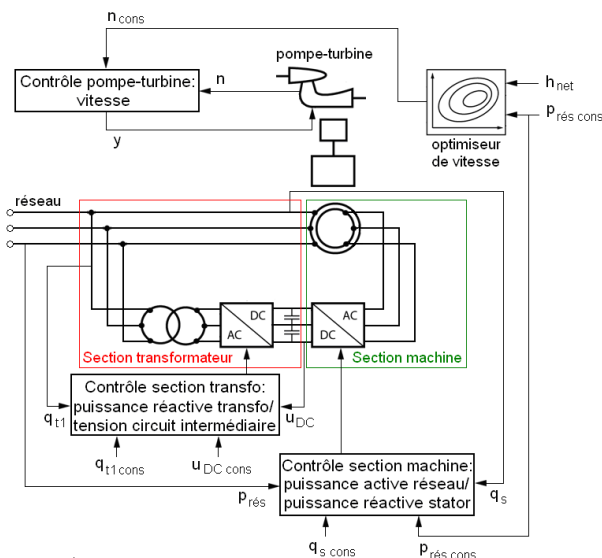 n cons
pompe-turbine
Contrôle pompe-turbine:
vitesse
n
y
h net
p rés cons
optimiseur
de vitesse
réseau
DC
AC
AC
DC
Section transformateur
Section machine
Contrôle section transfo:
puissance réactive transfo/
tension circuit intermédiaire
q t1
u DC
q t1 cons
u DC cons
Contrôle section machine:
puissance active réseau/
puissance réactive stator
p rés
q s
q s cons
p rés cons